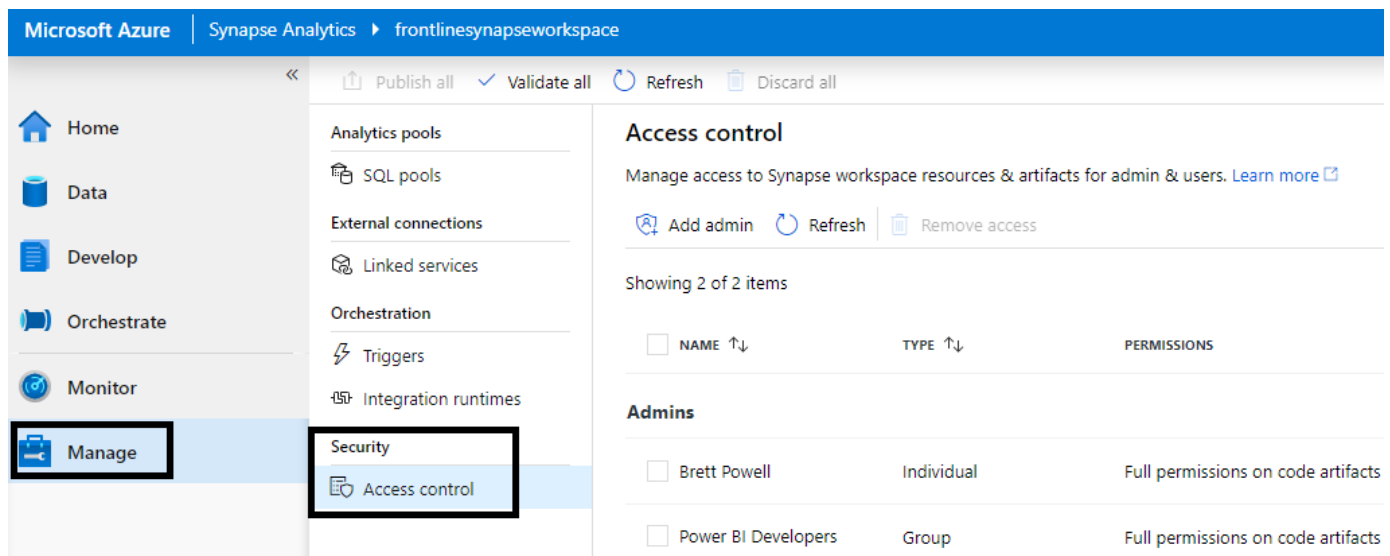 Microsoft Azure Synapse Analytics frontlinesynapseworkspace
Publish all Validate all Refresh Discard all
Home
Data
Develop
Orchestrate
Monitor
Manage
Analytics pools
SQL pools
External connections
Linked services
Orchestration
Triggers
Integration runtimes
Security
Access control
Access control
Manage access to Synapse workspace resources & artifacts for admin & users. Learn more
Add admin Refresh Remove access
Showing 2 of 2 items
NAME TYPE PERMISSIONS
Admins
Brett Powell Individual Full permissions on code artifacts
Power BI Developers Group Full permissions on code artifacts